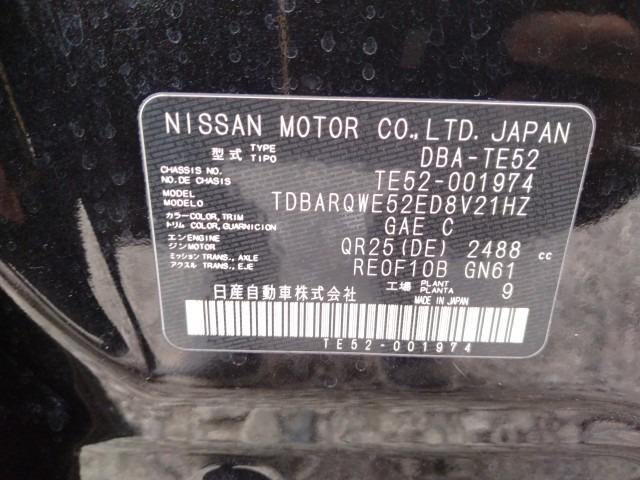 NISSAN MOTOR CO.,LTD. JAPAN
型式 TYPE TIPO DBA-TE52
CHASSIS NO. NO.DE CHASIS TE52-001974
MODEL MODELO TDBARQWE52ED8V21HZ
カラー COLOR, TRIM トリム COLOR, GUARNICION GAE C
エンジン ENGINE ジン MOTOR QR25(DE) 2488 cc
ミッション TRANS., AXLE アクスル TRANS., EJE RE0F10B GN61
工場 PLANT PLANTA 9
日産自動車株式会社 MADE IN JAPAN
TE52-001974